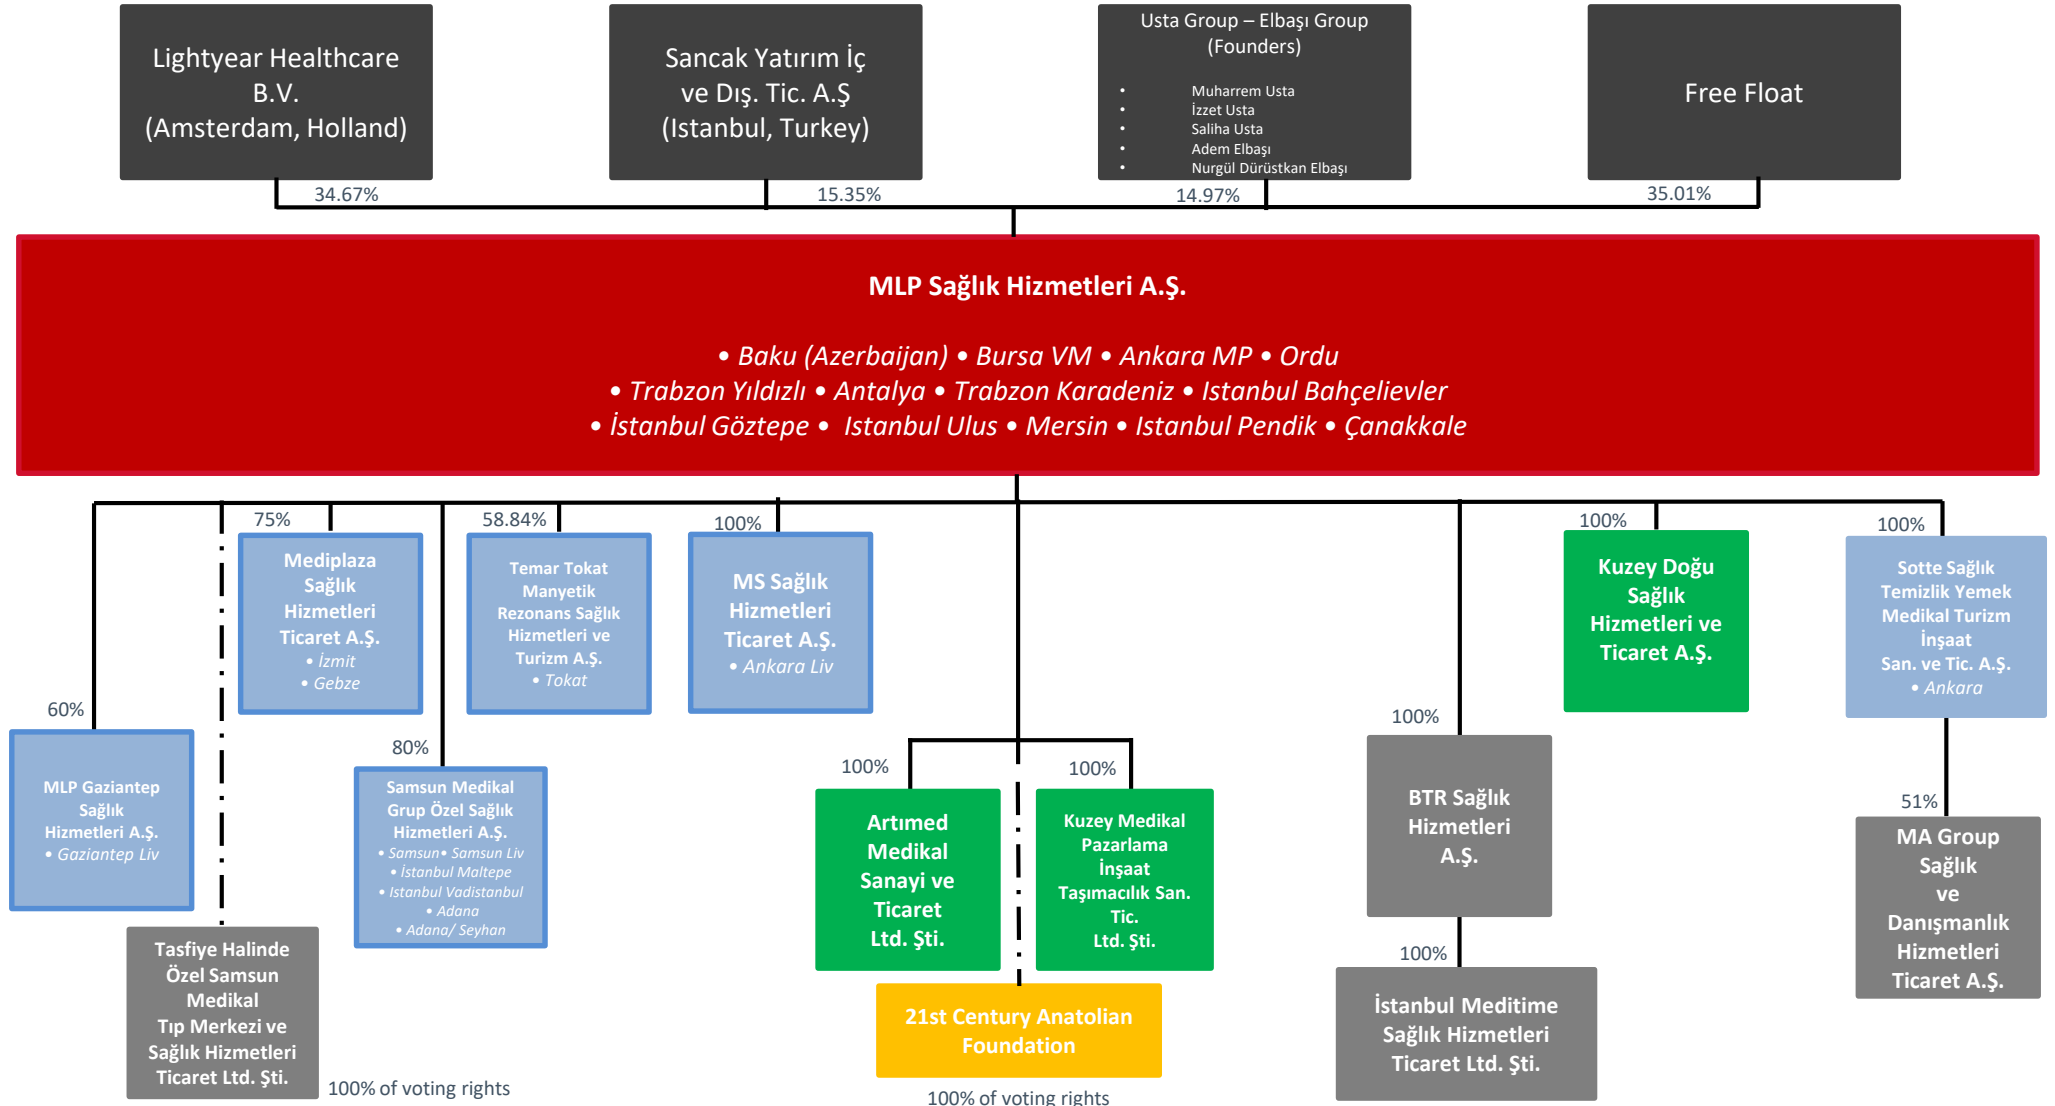 Lightyear Healthcare
B.V.
(Amsterdam, Holland)
Sancak Yatırım İç
ve Dış. Tic. A.Ş
(Istanbul, Turkey)
Usta Group – Elbaşı Group
(Founders)
• Muharrem Usta
• İzzet Usta
• Saliha Usta
• Adem Elbaşı
• Nurgül Dürüstkan Elbaşı
Free Float
34.67%
15.35%
14.97%
35.01%
MLP Sağlık Hizmetleri A.Ş.
• Baku (Azerbaijan) • Bursa VM • Ankara MP • Ordu
• Trabzon Yıldızlı • Antalya • Trabzon Karadeniz • Istanbul Bahçelievler
• İstanbul Göztepe • Istanbul Ulus • Mersin • Istanbul Pendik • Çanakkale
60%
MLP Gaziantep
Sağlık
Hizmetleri A.Ş.
• Gaziantep Liv
Tasfiye Halinde
Özel Samsun
Medikal
Tıp Merkezi ve
Sağlık Hizmetleri
Ticaret Ltd. Şti.
100% of voting rights
75%
Mediplaza
Sağlık
Hizmetleri
Ticaret A.Ş.
• İzmit
• Gebze
80%
Samsun Medikal
Grup Özel Sağlık
Hizmetleri A.Ş.
• Samsun• Samsun Liv
• İstanbul Maltepe
• Istanbul Vadistanbul
• Adana
• Adana/ Seyhan
58.84%
Temar Tokat
Manyetik
Rezonans Sağlık
Hizmetleri ve
Turizm A.Ş.
• Tokat
100%
MS Sağlık
Hizmetleri
Ticaret A.Ş.
• Ankara Liv
100%
Artımed
Medikal
Sanayi ve
Ticaret
Ltd. Şti.
100%
Kuzey Medikal
Pazarlama
İnşaat
Taşımacılık San.
Tic.
Ltd. Şti.
21st Century Anatolian
Foundation
100% of voting rights
100%
BTR Sağlık
Hizmetleri
A.Ş.
100%
İstanbul Meditime
Sağlık Hizmetleri
Ticaret Ltd. Şti.
100%
Kuzey Doğu
Sağlık
Hizmetleri ve
Ticaret A.Ş.
100%
Sotte Sağlık
Temizlik Yemek
Medikal Turizm
İnşaat
San. ve Tic. A.Ş.
• Ankara
51%
MA Group
Sağlık
ve
Danışmanlık
Hizmetleri
Ticaret A.Ş.